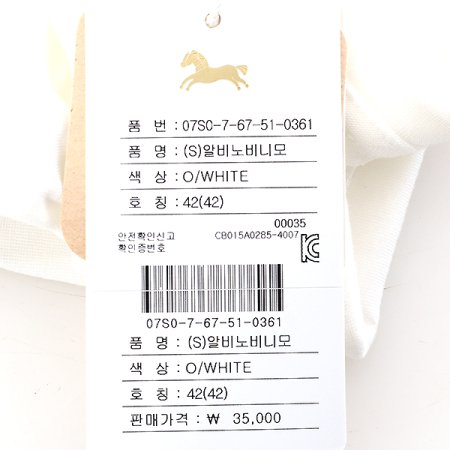 품 번 : 07S0-7-67-51-0361
품 명 : (S)알비노비니모
색 상 : O/WHITE
호 칭 : 42(42)
00035
안전확인신고 CB015A0285-4007
확인증번호
07S0-7-67-51-0361
품 명 : (S)알비노비니모
색 상 : O/WHITE
호 칭 : 42(42)
판매가격 : ₩ 35,000